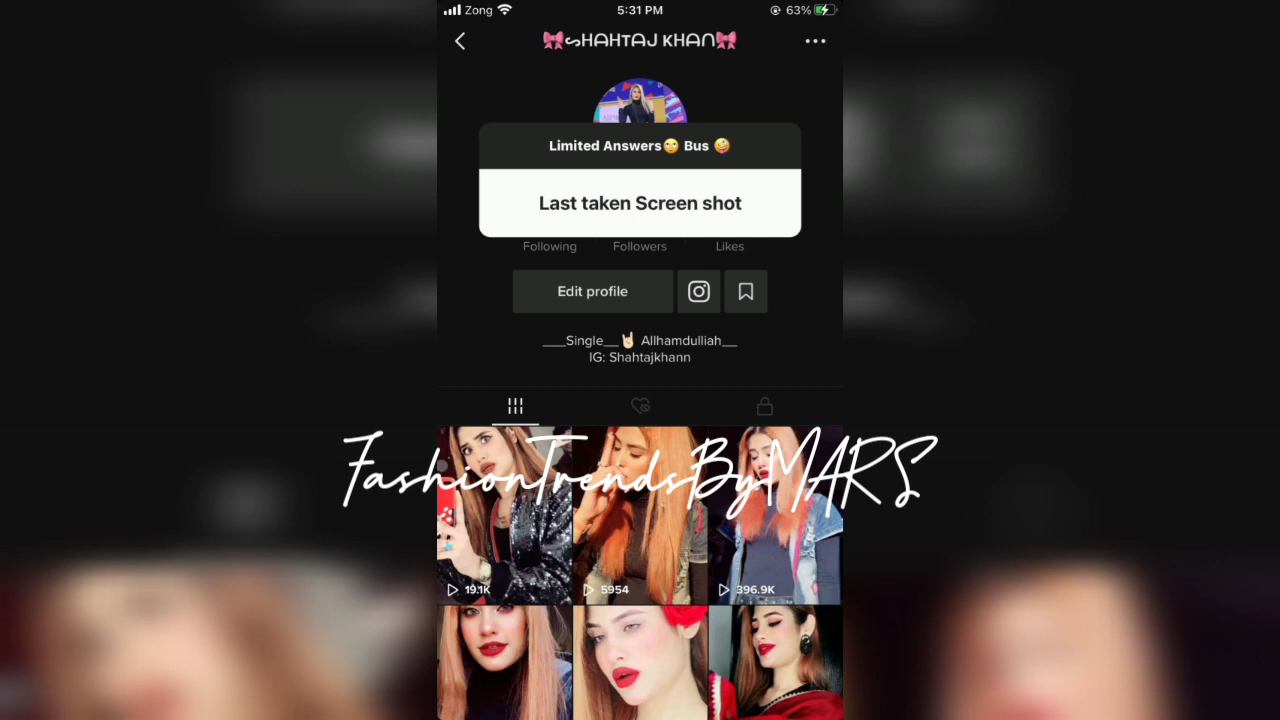 Zong 5:31 PM 63%
🎀ᔕHAHTAJ KHAN🎀
Limited Answers🙄 Bus 🤪
Last taken Screen shot
Following Followers Likes
Edit profile
___Single__🤘🏻 Allhamdulliah__
IG: Shahtajkhann
FashionTrendsByMARS
19.1K 5954 396.9K